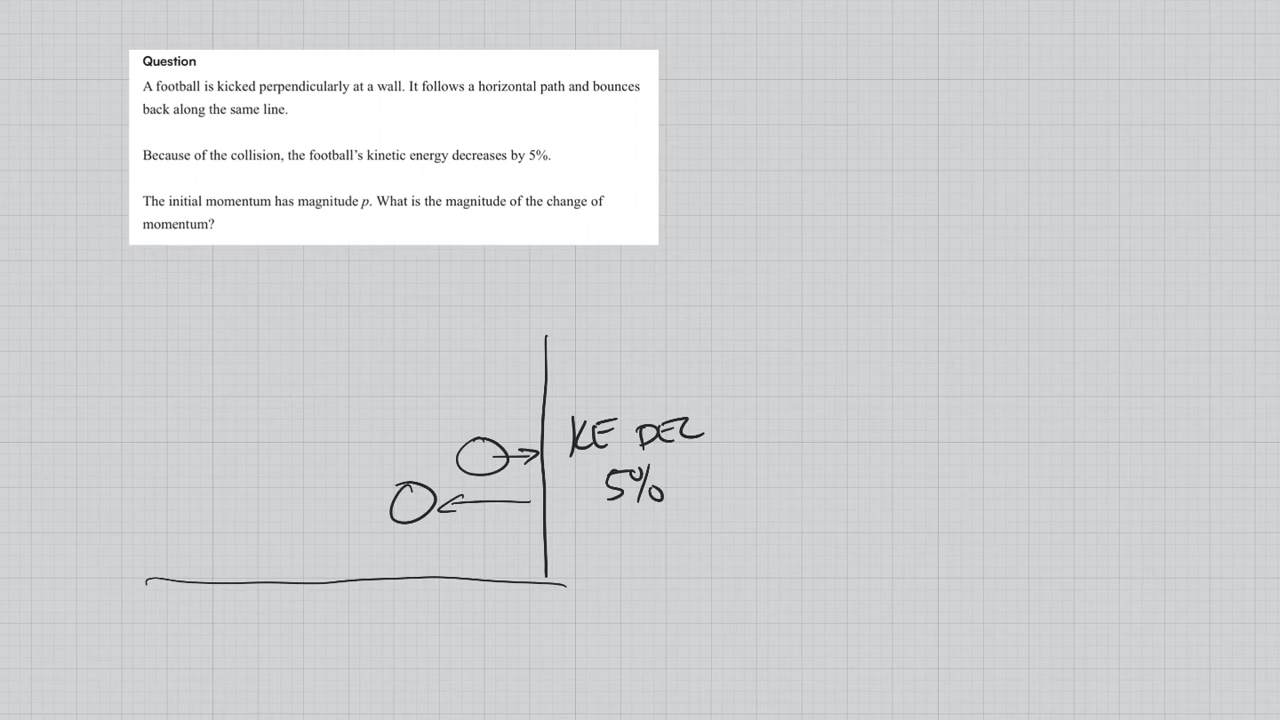 Question
A football is kicked perpendicularly at a wall. It follows a horizontal path and bounces
back along the same line.
Because of the collision, the football’s kinetic energy decreases by 5%.
The initial momentum has magnitude p. What is the magnitude of the change of
momentum?
KE DEC
5%